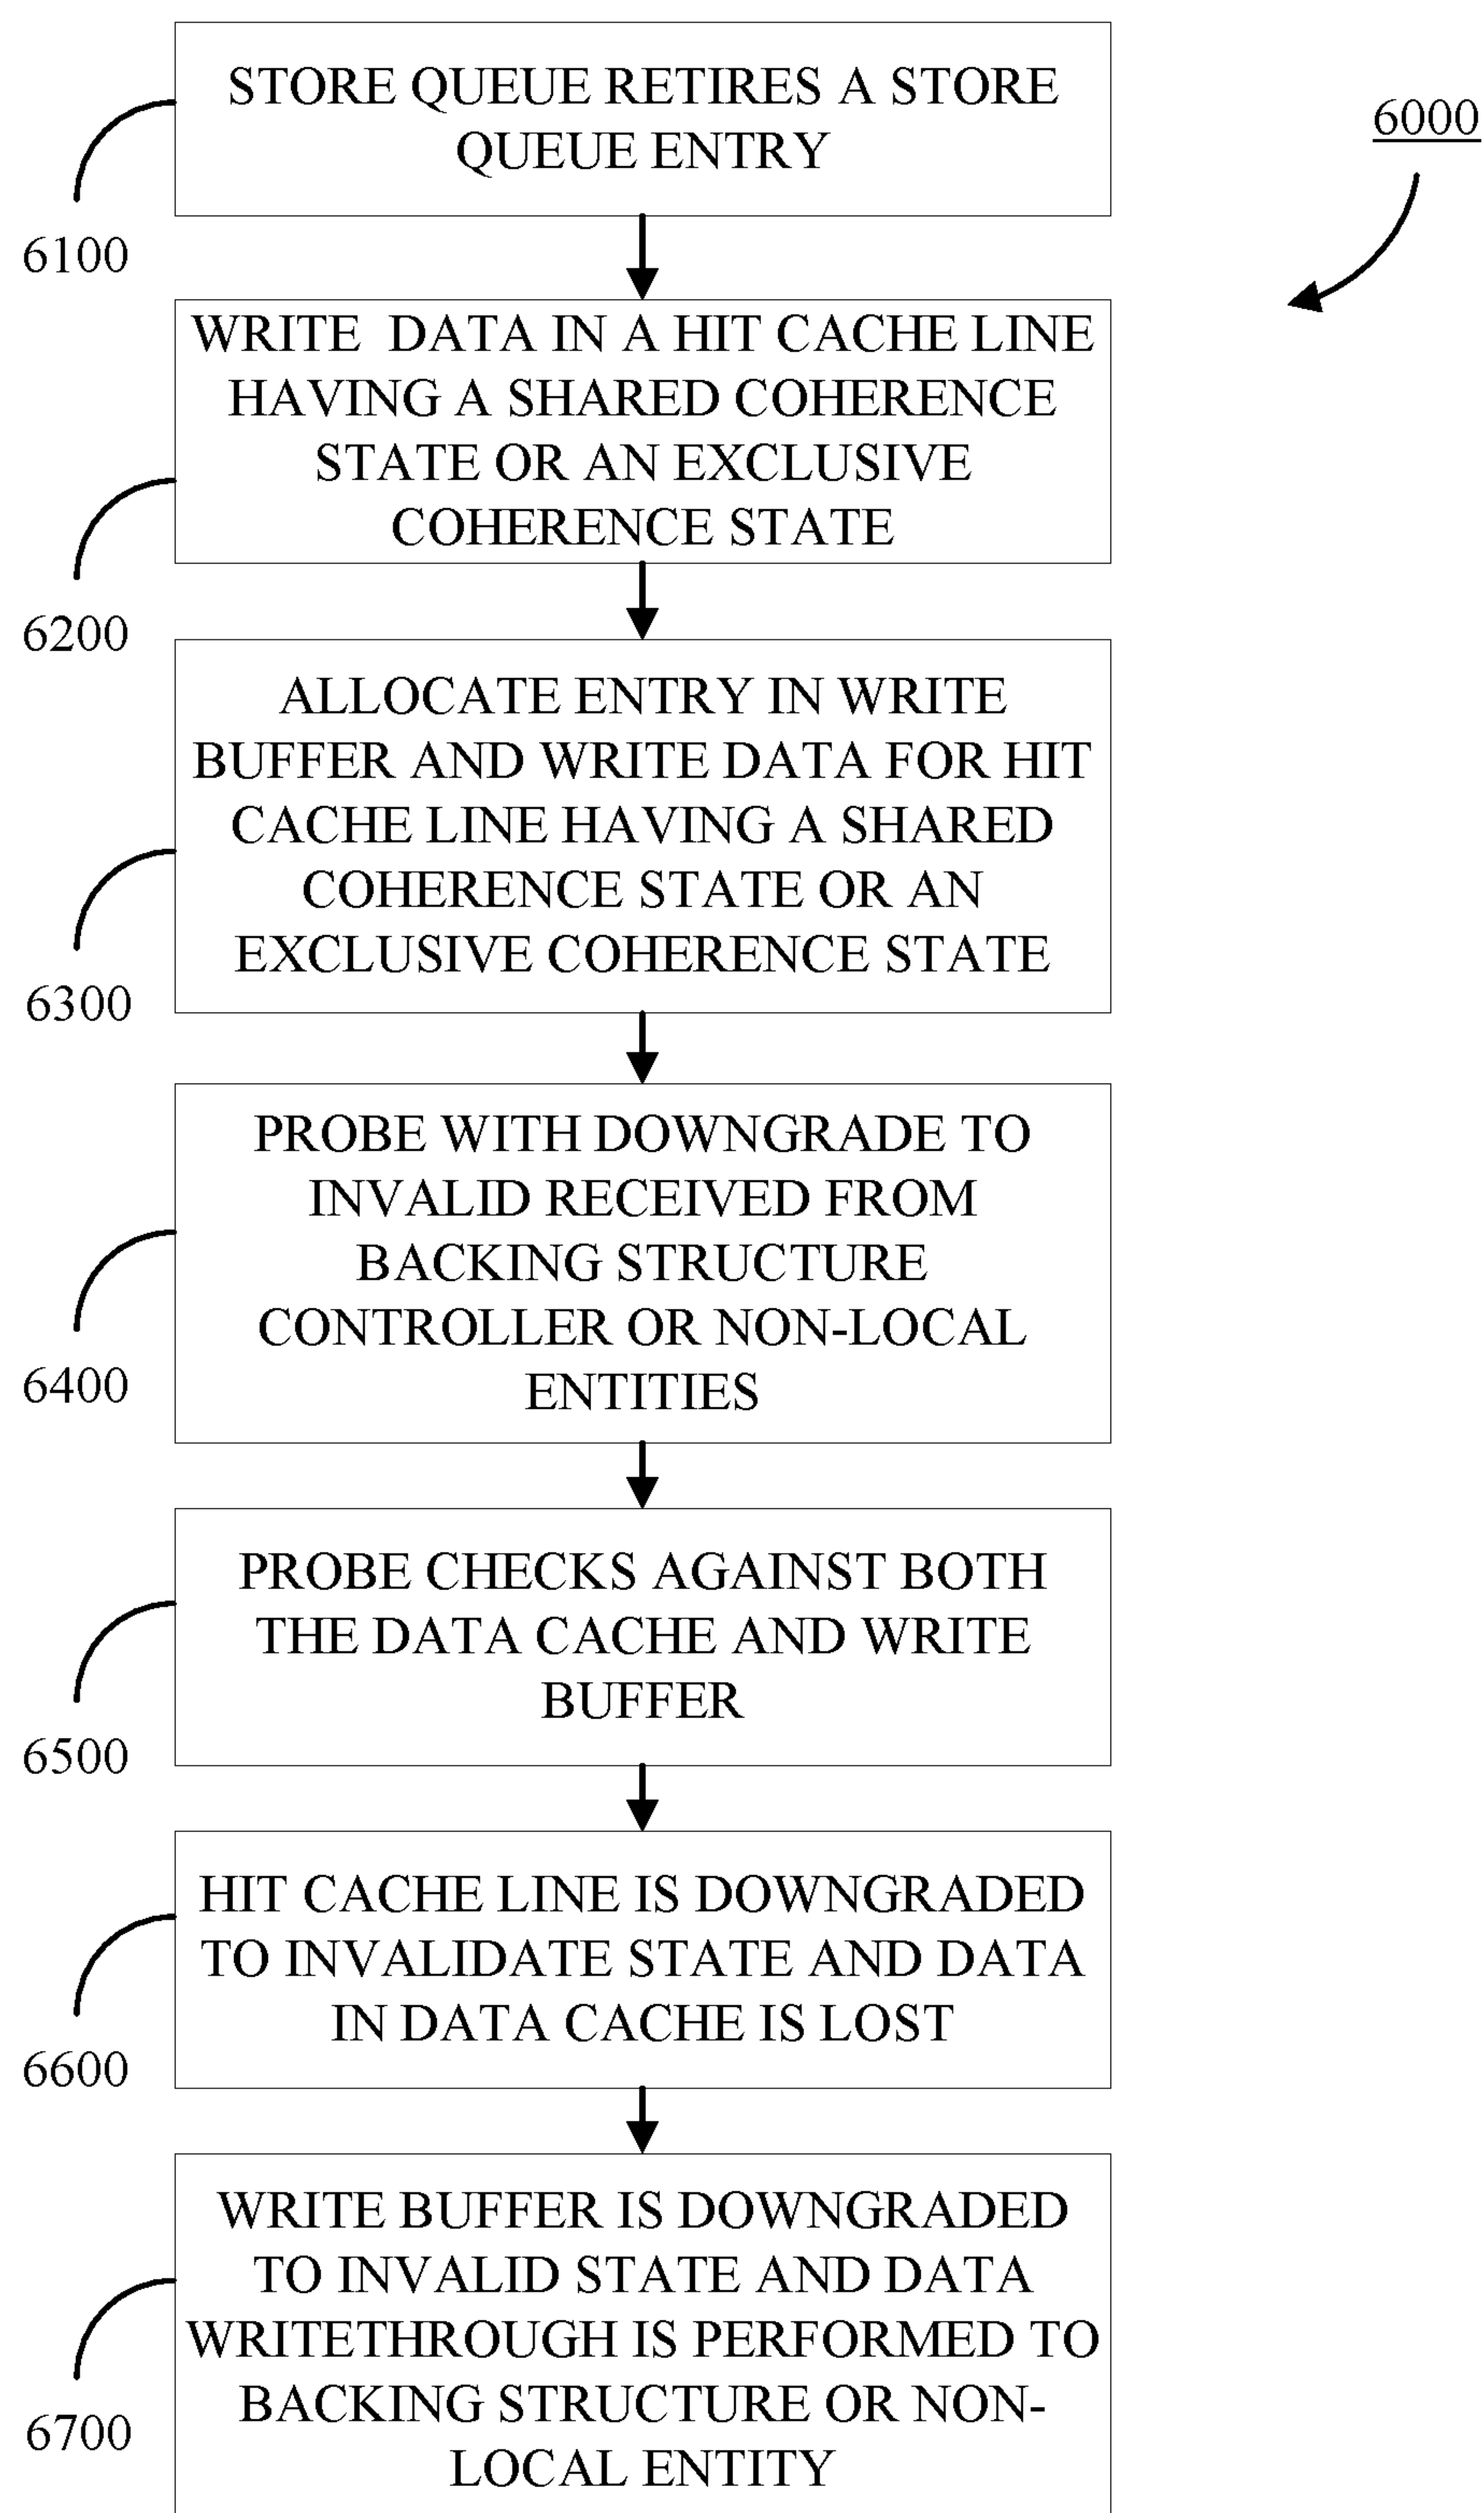 STORE QUEUE RETIRES A STORE
QUEUE ENTRY
6000
6100
WRITE DATA IN A HIT CACHE LINE
HAVING A SHARED COHERENCE
STATE OR AN EXCLUSIVE
COHERENCE STATE
6200
ALLOCATE ENTRY IN WRITE
BUFFER AND WRITE DATA FOR HIT
CACHE LINE HAVING A SHARED
COHERENCE STATE OR AN
EXCLUSIVE COHERENCE STATE
6300
PROBE WITH DOWNGRADE TO
INVALID RECEIVED FROM
BACKING STRUCTURE
CONTROLLER OR NON-LOCAL
ENTITIES
6400
PROBE CHECKS AGAINST BOTH
THE DATA CACHE AND WRITE
BUFFER
6500
HIT CACHE LINE IS DOWNGRADED
TO INVALIDATE STATE AND DATA
IN DATA CACHE IS LOST
6600
WRITE BUFFER IS DOWNGRADED
TO INVALID STATE AND DATA
WRITETHROUGH IS PERFORMED TO
BACKING STRUCTURE OR NON-
LOCAL ENTITY
6700